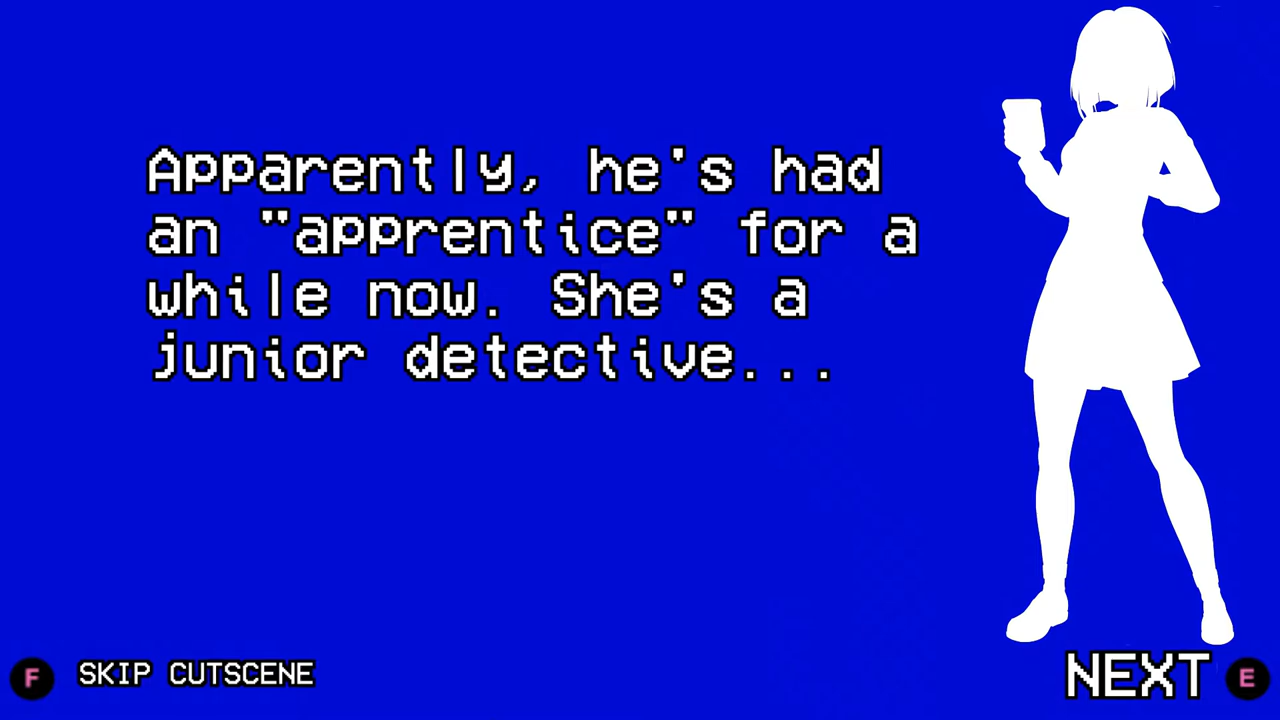 Apparently, he's had
an "apprentice" for a
while now. She's a
junior detective...
F SKIP CUTSCENE
NEXT E